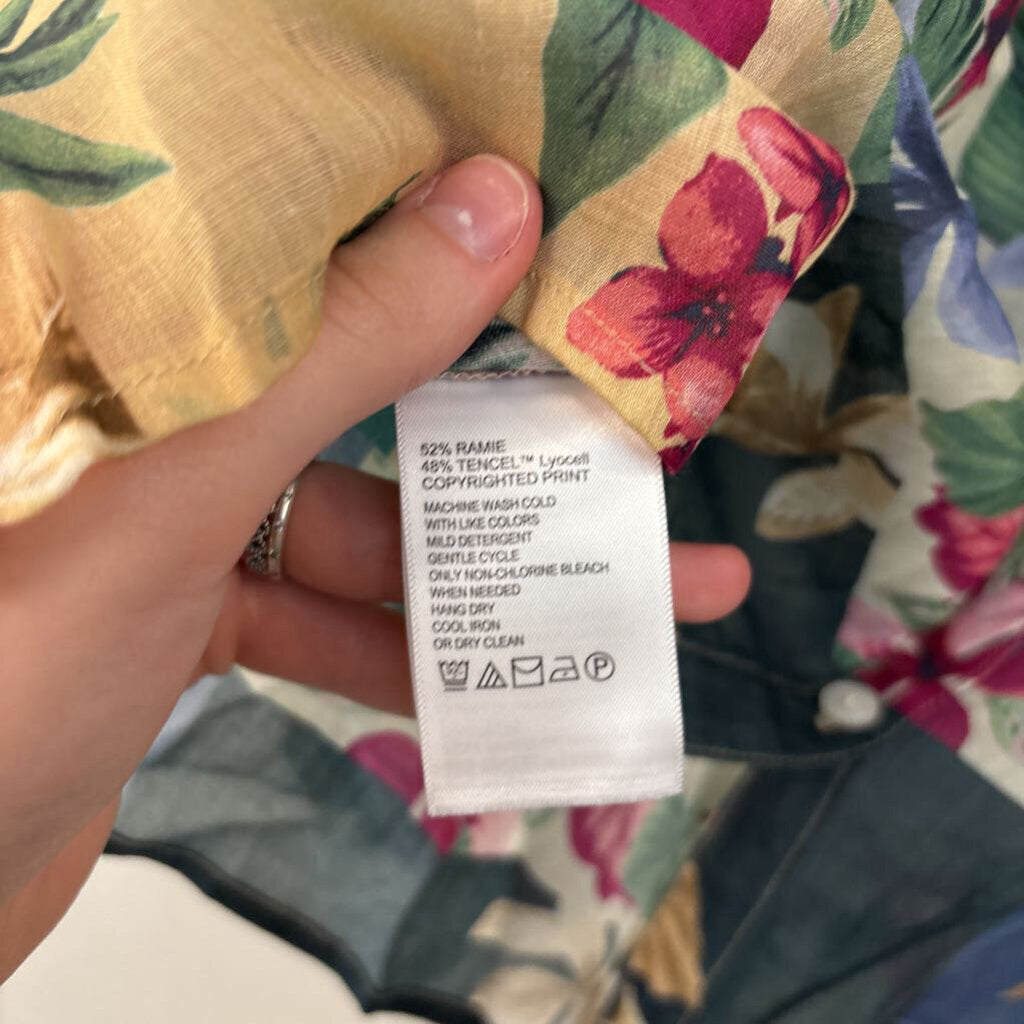 52% RAMIE
48% TENCEL™ Lyocell
COPYRIGHTED PRINT
MACHINE WASH COLD
WITH LIKE COLORS
MILD DETERGENT
GENTLE CYCLE
ONLY NON-CHLORINE BLEACH
WHEN NEEDED
HANG DRY
COOL IRON
OR DRY CLEAN
P